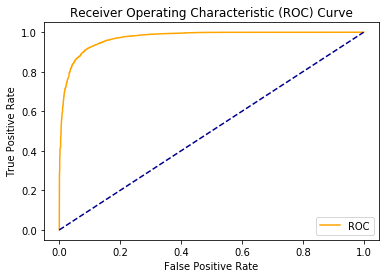 Receiver Operating Characteristic (ROC) Curve
1.0
0.8
0.6
0.4
0.2
0.0
True Positive Rate
ROC
0.0 0.2 0.4 0.6 0.8 1.0
False Positive Rate